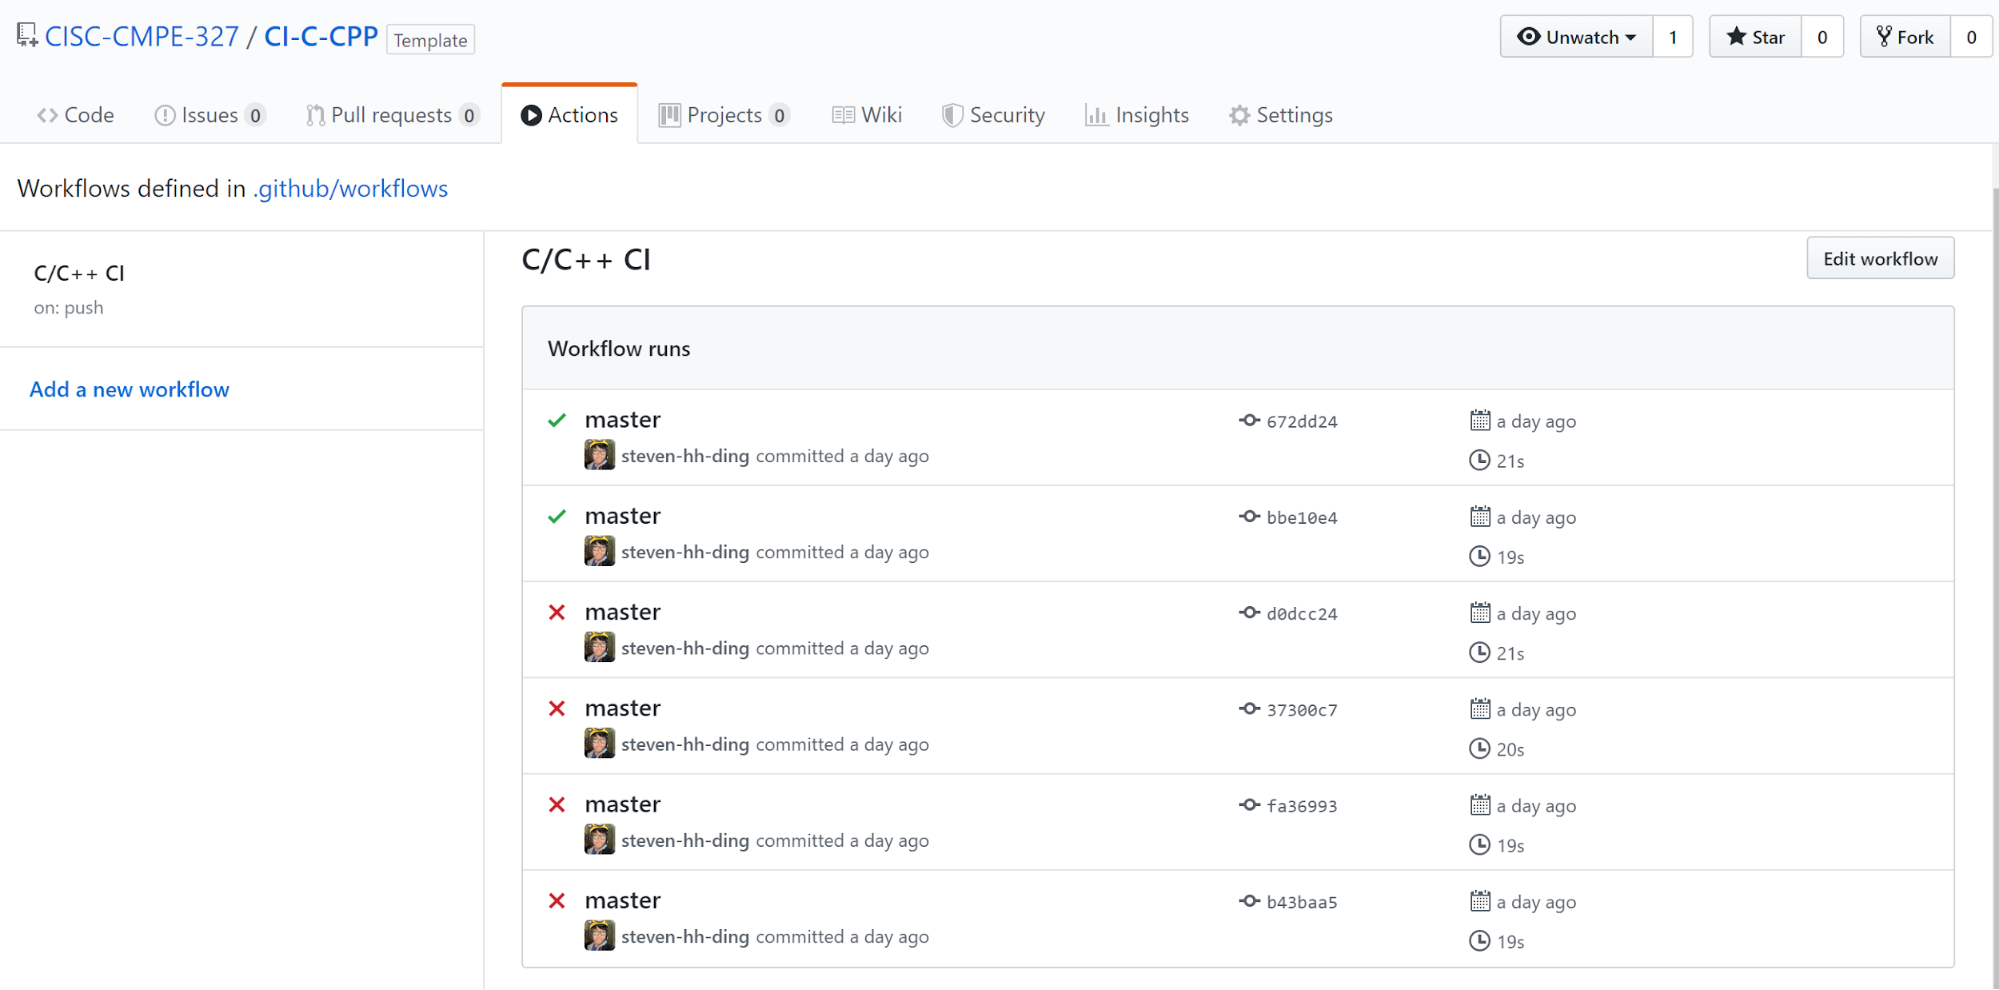 CISC-CMPE-327 / CI-C-CPP Template
Unwatch 1 Star 0 Fork 0
Code Issues 0 Pull requests 0 Actions Projects 0 Wiki Security Insights Settings
Workflows defined in .github/workflows
C/C++ CI
on: push
Add a new workflow
C/C++ CI
Edit workflow
Workflow runs
master
steven-hh-ding committed a day ago
672dd24
a day ago
21s
master
steven-hh-ding committed a day ago
bbe10e4
a day ago
19s
master
steven-hh-ding committed a day ago
d0dcc24
a day ago
21s
master
steven-hh-ding committed a day ago
37300c7
a day ago
20s
master
steven-hh-ding committed a day ago
fa36993
a day ago
19s
master
steven-hh-ding committed a day ago
b43baa5
a day ago
19s